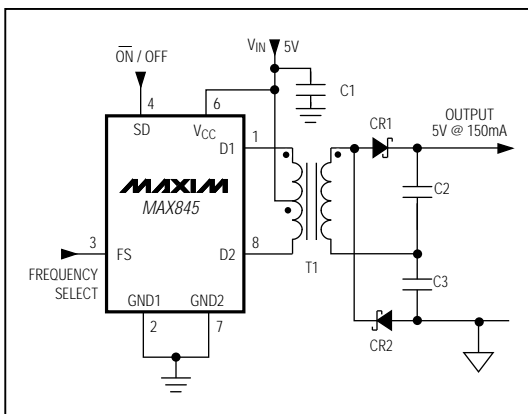 VIN 5V
ON / OFF
C1
4
6
SD
VCC
D1
1
CR1
OUTPUT
5V @ 150mA
MAXIM
MAX845
C2
3
FS
D2
8
T1
C3
FREQUENCY
SELECT
GND1
GND2
2
7
CR2